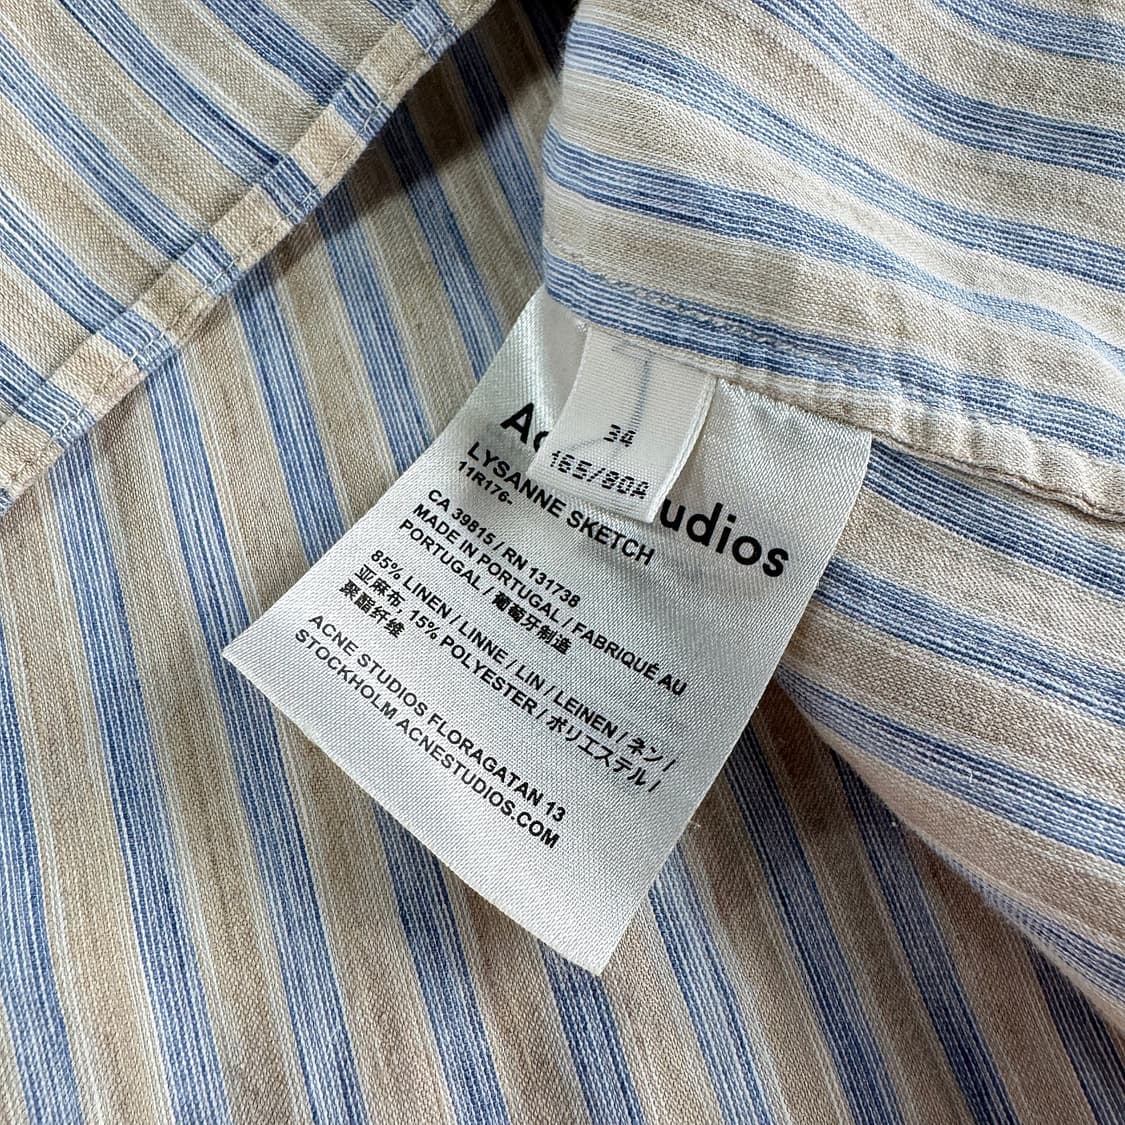 34
165/80A
Ac udios
LYSANNE SKETCH
11R176-
CA 39815 / RN 131738
MADE IN PORTUGAL / FABRIQUÉ AU
PORTUGAL / 葡萄牙制造
85% LINEN / LINNE / LIN / LEINEN / ネン /
亚麻布, 15% POLYESTER / ポリエステル /
聚酯纤维
ACNE STUDIOS FLORAGATAN 13
STOCKHOLM ACNESTUDIOS.COM